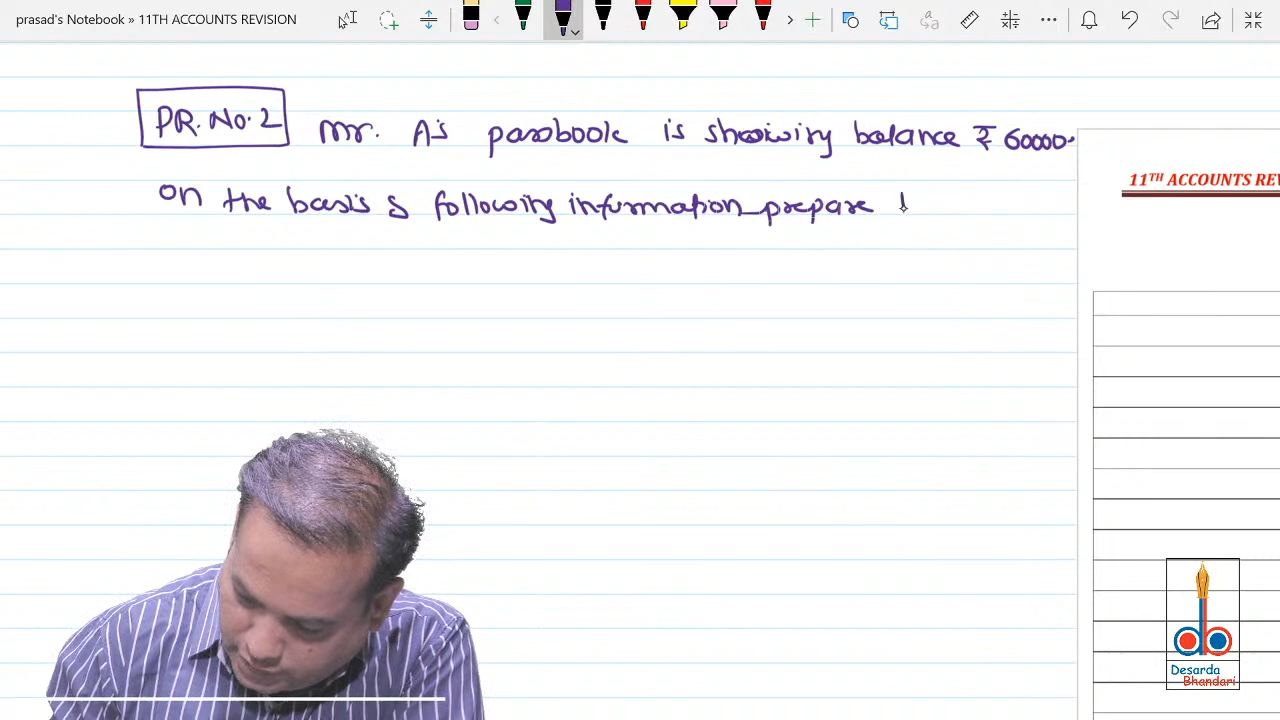 prasad's Notebook » 11TH ACCOUNTS REVISION
PR. No. 2 Mr. A's passbook is showing balance ₹ 60000.
on the basis of following information prepare
11TH ACCOUNTS REV
Desarda
Bhandari